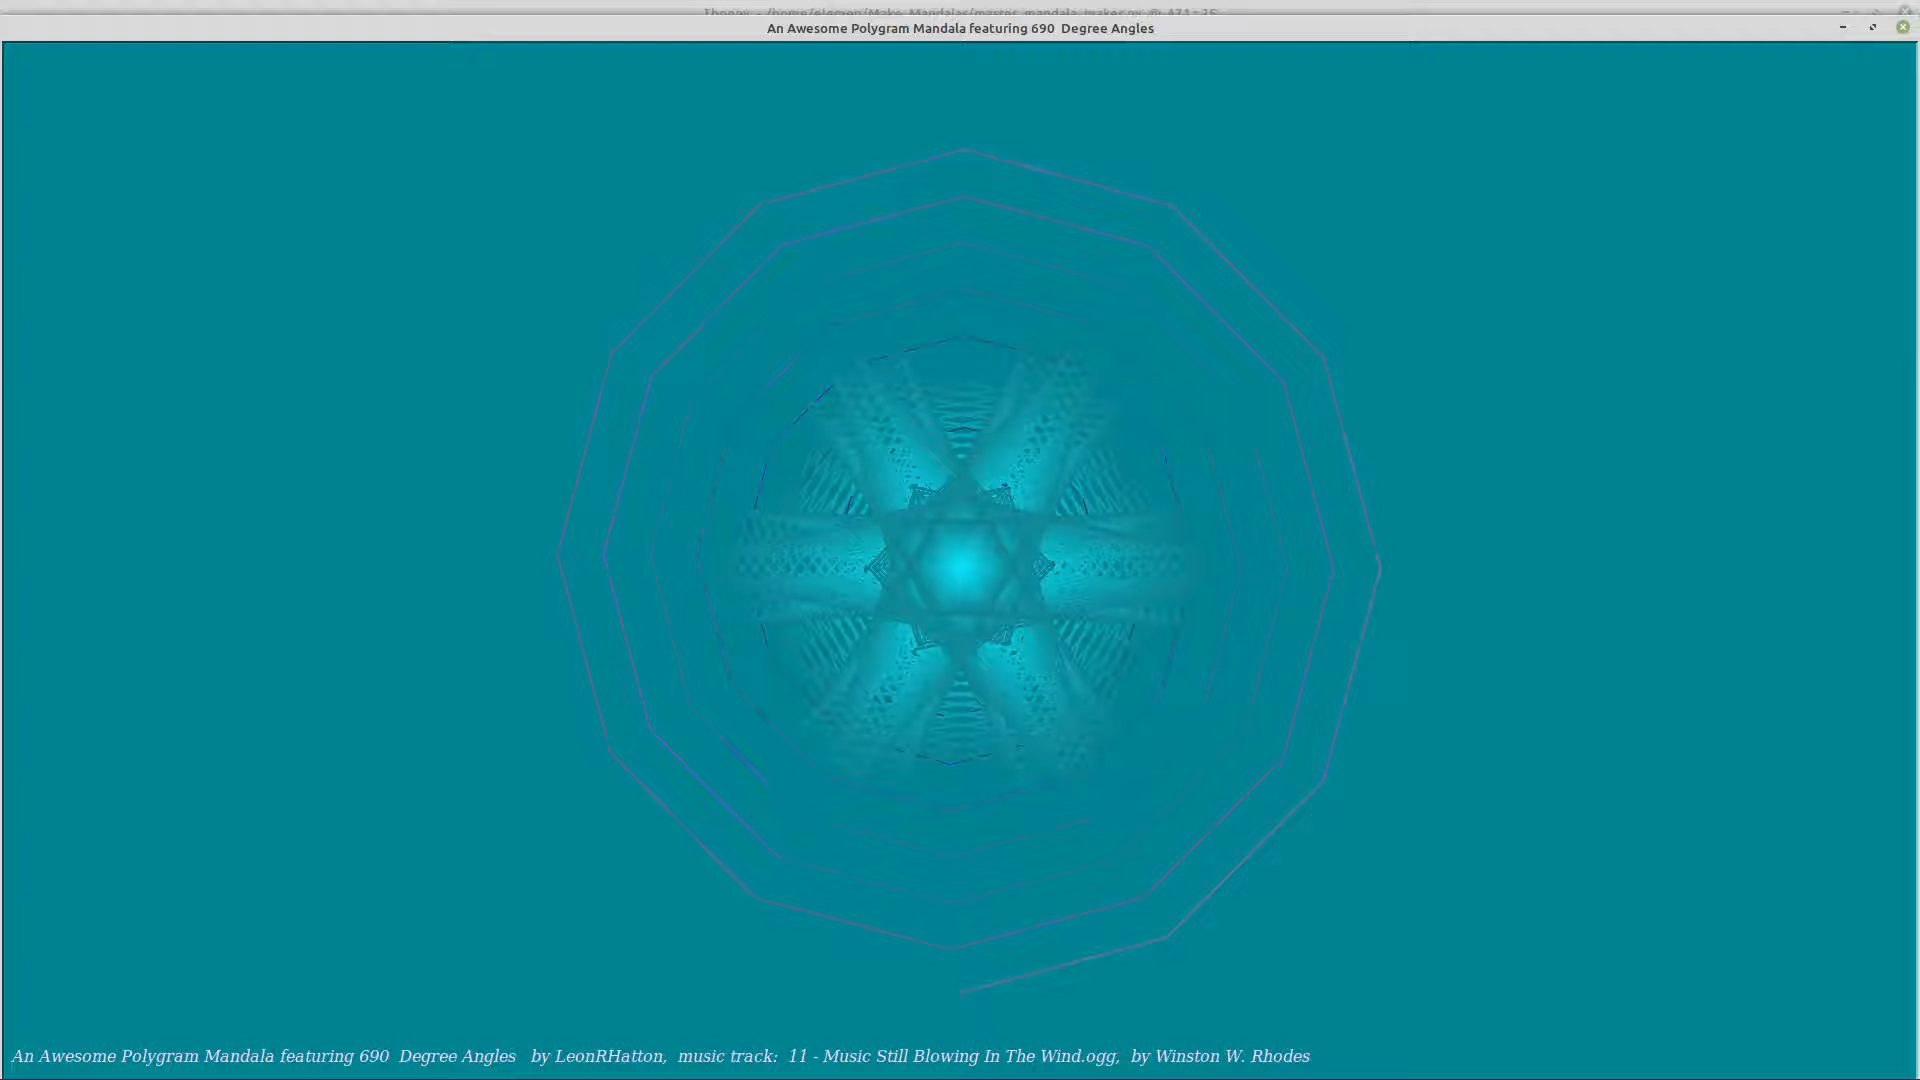 An Awesome Polygram Mandala featuring 690  Degree Angles
An Awesome Polygram Mandala featuring 690  Degree Angles   by LeonRHatton,  music track:  11 - Music Still Blowing In The Wind.ogg,  by Winston W. Rhodes